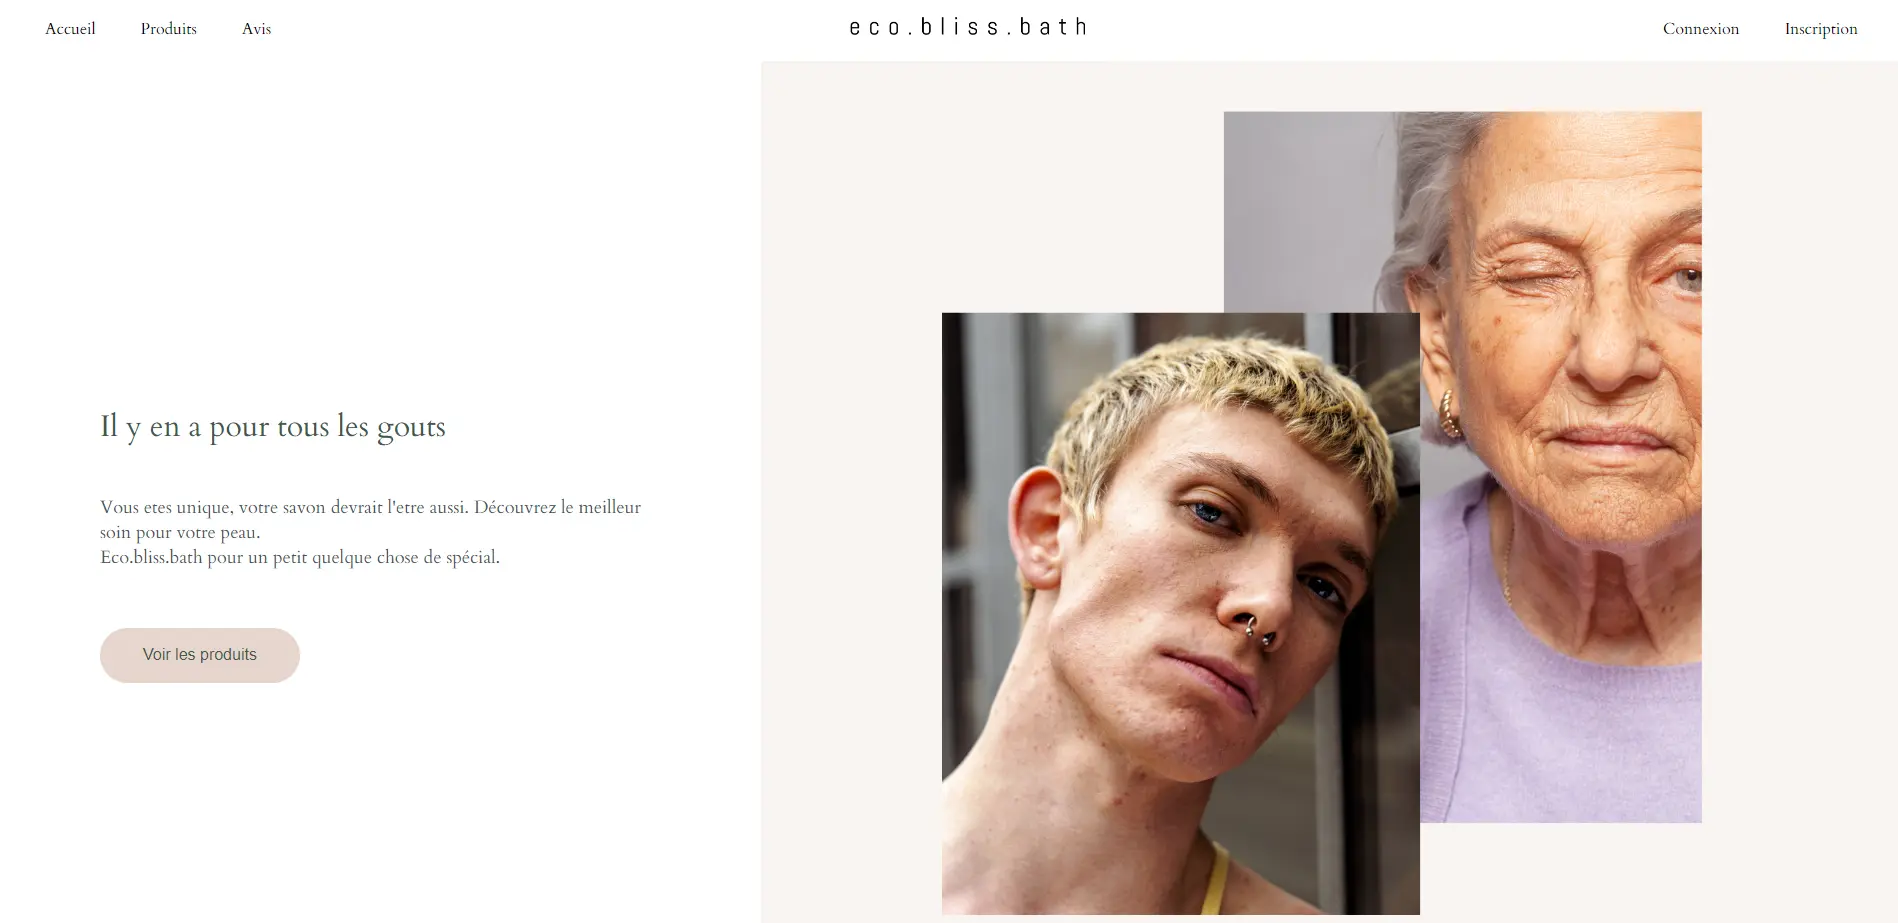 Accueil Produits Avis eco.bliss.bath Connexion Inscription
Il y en a pour tous les gouts
Vous etes unique, votre savon devrait l'etre aussi. Découvrez le meilleur
soin pour votre peau.
Eco.bliss.bath pour un petit quelque chose de spécial.
Voir les produits